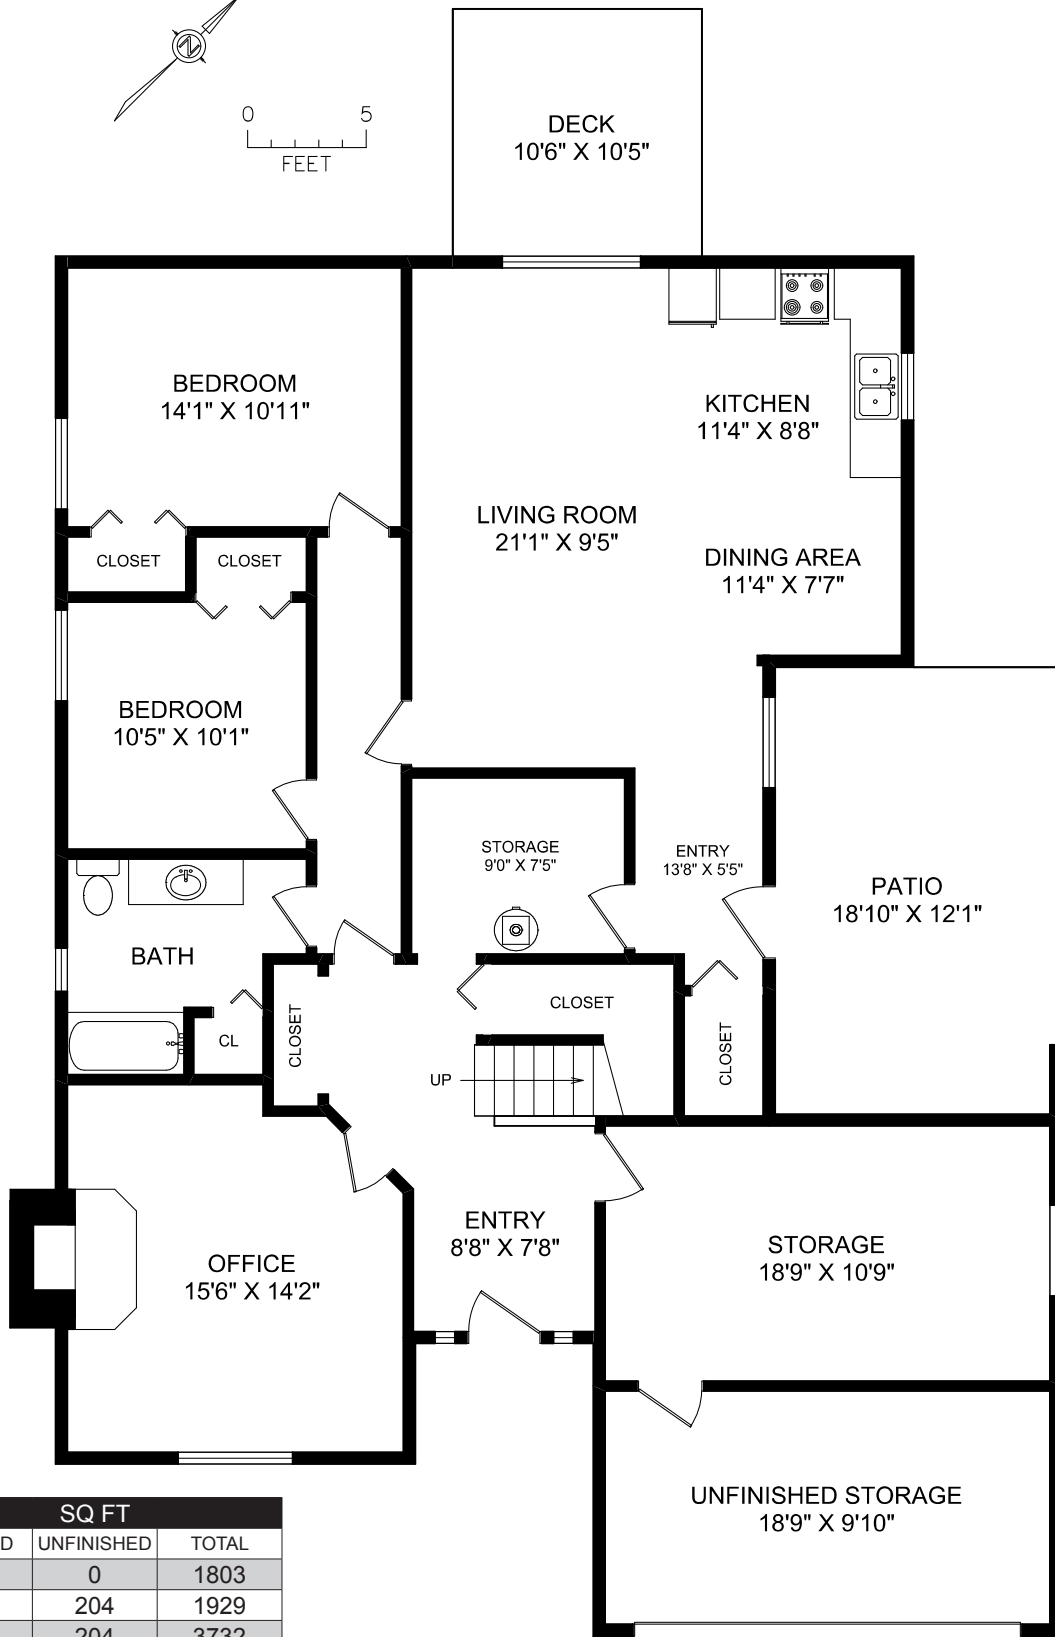 N
0 5
FEET
DECK
10'6" X 10'5"
BEDROOM
14'1" X 10'11"
KITCHEN
11'4" X 8'8"
LIVING ROOM
21'1" X 9'5"
DINING AREA
11'4" X 7'7"
CLOSET
CLOSET
BEDROOM
10'5" X 10'1"
STORAGE
9'0" X 7'5"
ENTRY
13'8" X 5'5"
PATIO
18'10" X 12'1"
BATH
CLOSET
CLOSET
CL
CLOSET
UP
ENTRY
8'8" X 7'8"
STORAGE
18'9" X 10'9"
OFFICE
15'6" X 14'2"
UNFINISHED STORAGE
18'9" X 9'10"
SQ FT
D UNFINISHED TOTAL
0 1803
204 1929
204 3732